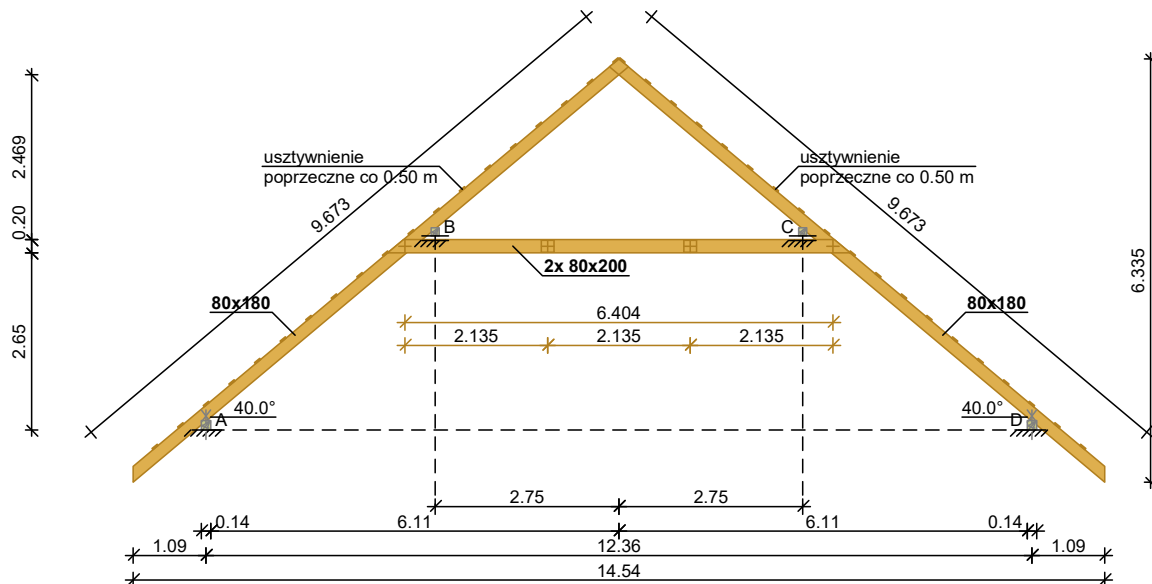 usztywnienie
poprzeczne co 0.50 m
usztywnienie
poprzeczne co 0.50 m
2.469
9.673
9.673
0.20
B
C
2x 80x200
6.335
80x180
80x180
2.65
6.404
2.135
2.135
2.135
40.0°
A
40.0°
D
2.75
2.75
0.14
6.11
6.11
0.14
1.09
12.36
1.09
14.54